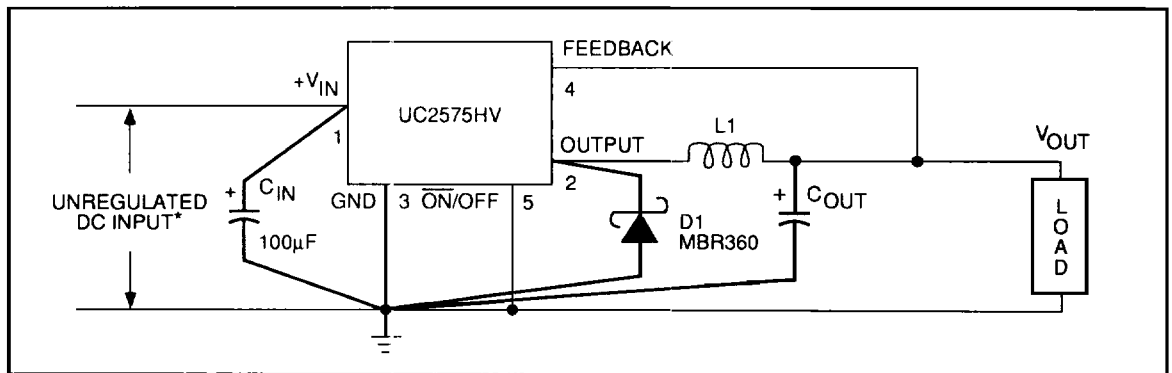 FEEDBACK
+VIN
4
UC2575HV
1
L1
VOUT
OUTPUT
2
+ CIN
GND 3 ON/OFF 5
+ COUT
UNREGULATED
DC INPUT*
D1
MBR360
100µF
LOAD